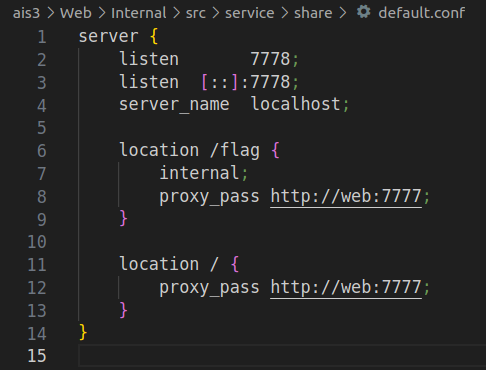 ais3 > Web > Internal > src > service > share > default.conf
1 server {
2     listen       7778;
3     listen  [::]:7778;
4     server_name  localhost;
5
6     location /flag {
7         internal;
8         proxy_pass http://web:7777;
9     }
10
11     location / {
12         proxy_pass http://web:7777;
13     }
14 }
15